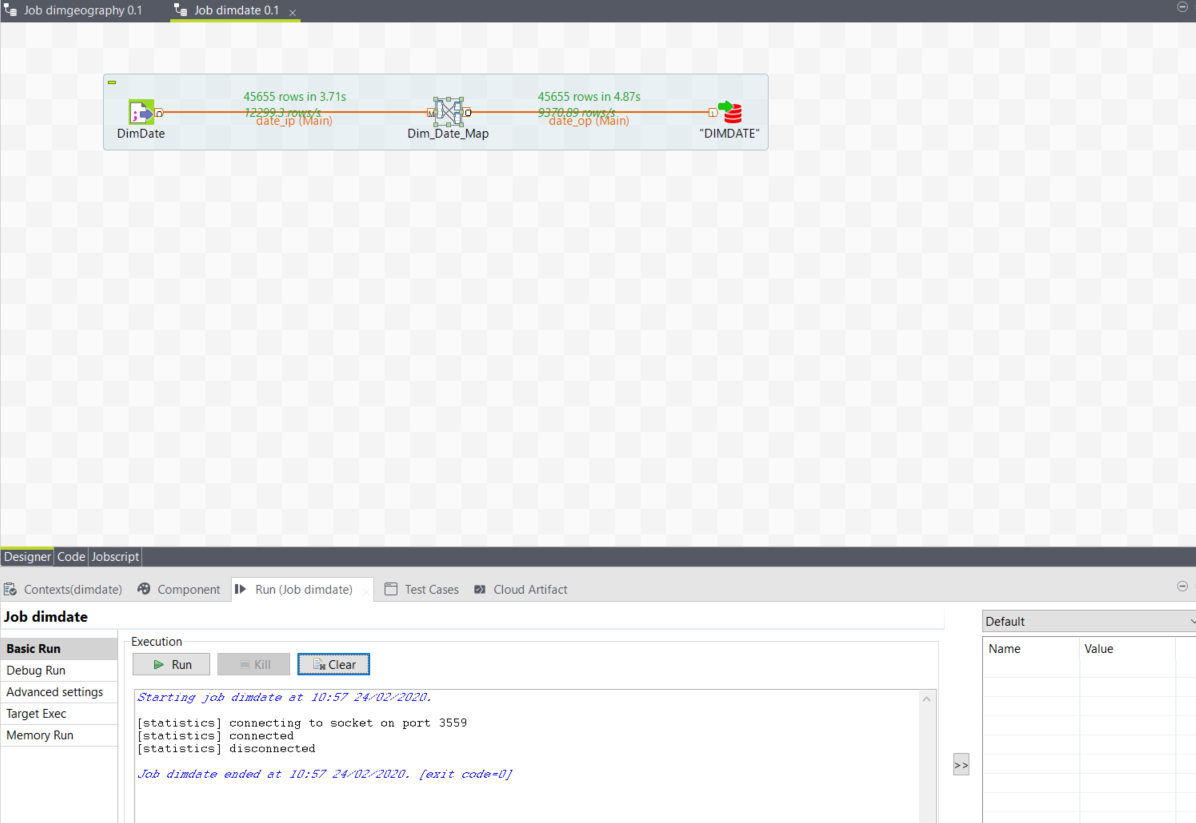 Job dimgeography 0.1
Job dimdate 0.1
45655 rows in 3.71s
12299.3 rows/s
date_ip (Main)
45655 rows in 4.87s
9370.89 rows/s
date_op (Main)
DimDate
Dim_Date_Map
"DIMDATE"
Designer Code Jobscript
Contexts(dimdate) Component Run (Job dimdate) Test Cases Cloud Artifact
Job dimdate
Default
Basic Run
Debug Run
Advanced settings
Target Exec
Memory Run
Execution
Run Kill Clear
Name Value
Starting job dimdate at 10:57 24/02/2020.
[statistics] connecting to socket on port 3559
[statistics] connected
[statistics] disconnected
Job dimdate ended at 10:57 24/02/2020. [exit code=0]
>>